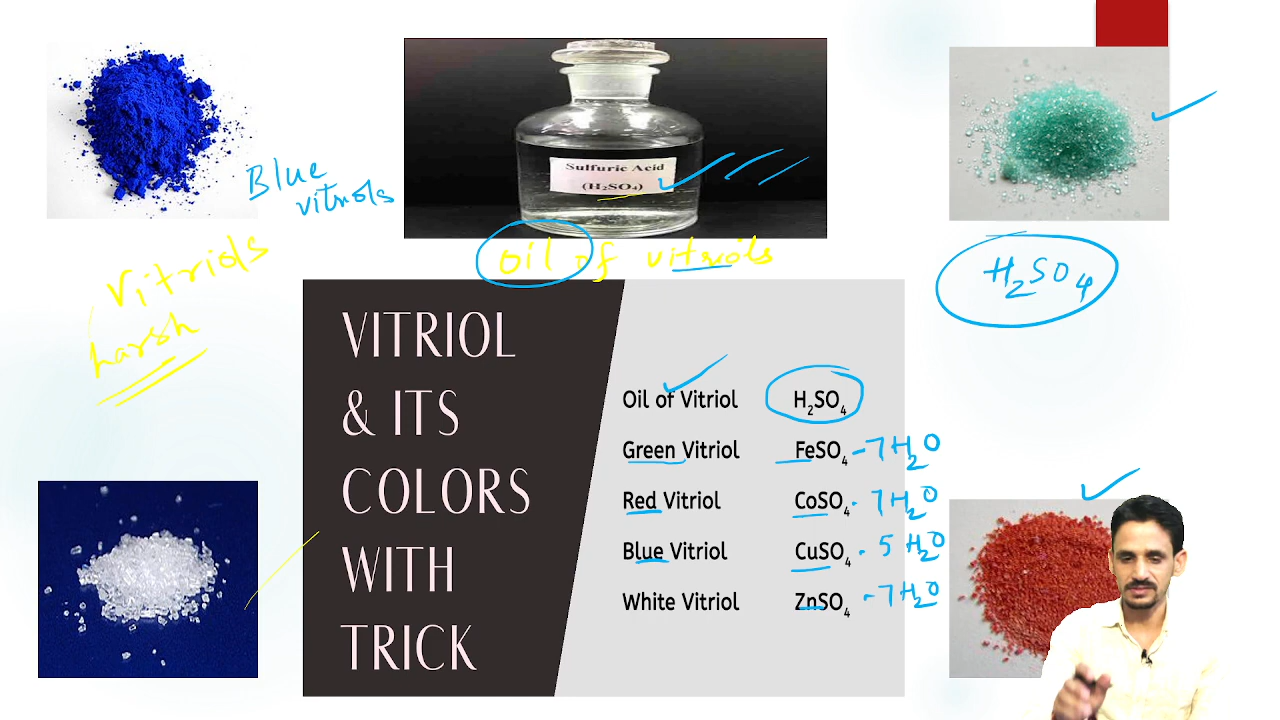 Sulfuric Acid
(H₂SO₄)
Blue
vitriols
oil of vitriols
Vitriols
harsh
H₂SO₄
VITRIOL
& ITS
COLORS
WITH
TRICK
Oil of Vitriol H₂SO₄
Green Vitriol FeSO₄ - 7H₂O
Red Vitriol CoSO₄ · 7H₂O
Blue Vitriol CuSO₄ · 5H₂O
White Vitriol ZnSO₄ - 7H₂O